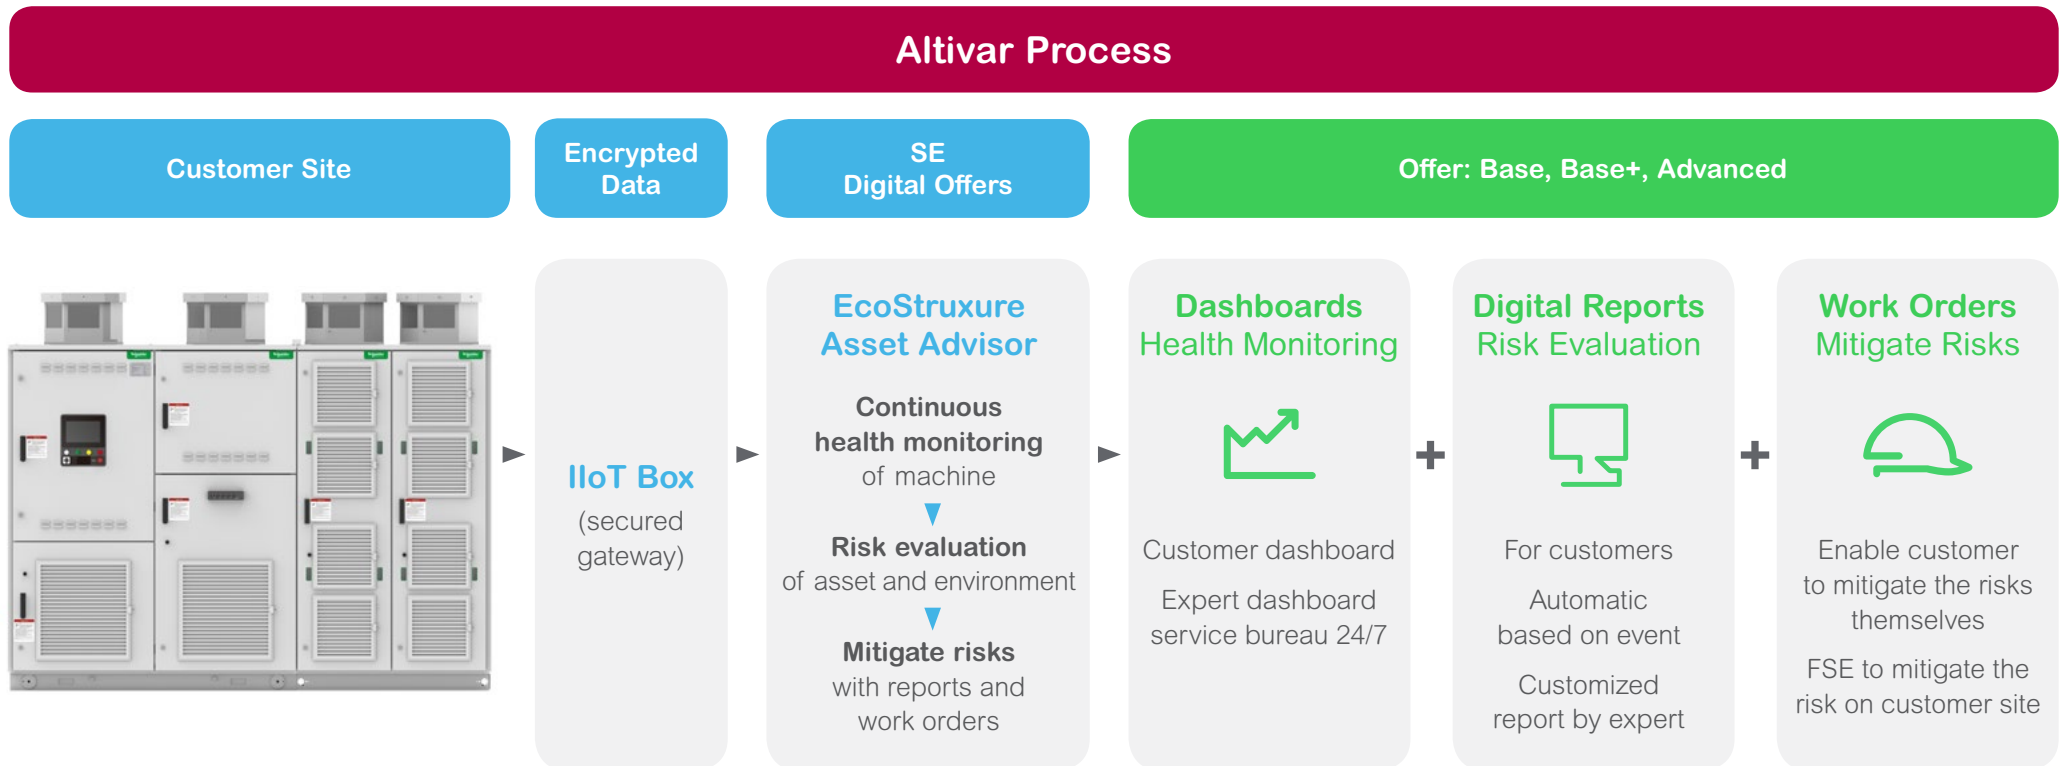 Altivar Process
Customer Site
Encrypted
Data
SE
Digital Offers
Offer: Base, Base+, Advanced
IIoT Box
(secured
gateway)
EcoStruxure
Asset Advisor
Continuous
health monitoring
of machine
Risk evaluation
of asset and environment
Mitigate risks
with reports and
work orders
Dashboards
Health Monitoring
Customer dashboard
Expert dashboard
service bureau 24/7
Digital Reports
Risk Evaluation
For customers
Automatic
based on event
Customized
report by expert
Work Orders
Mitigate Risks
Enable customer
to mitigate the risks
themselves
FSE to mitigate the
risk on customer site